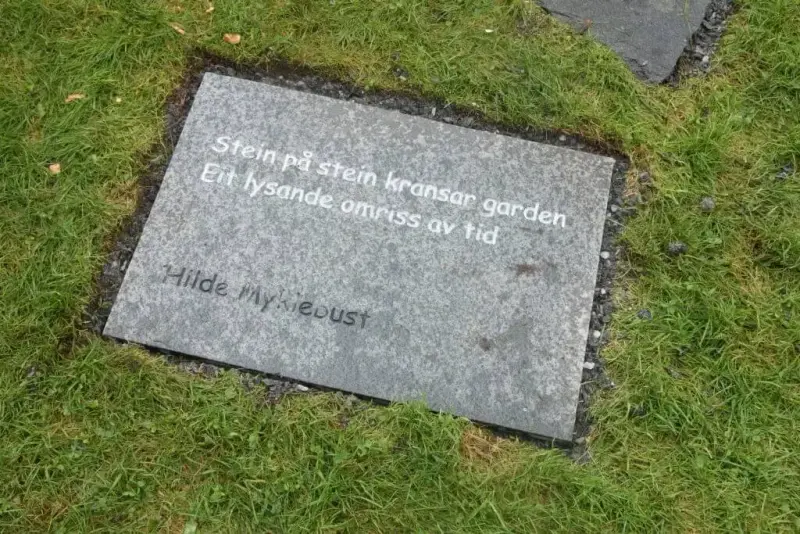 Stein på stein kransar garden
Eit lysande omriss av tid
Hilde Myklebust